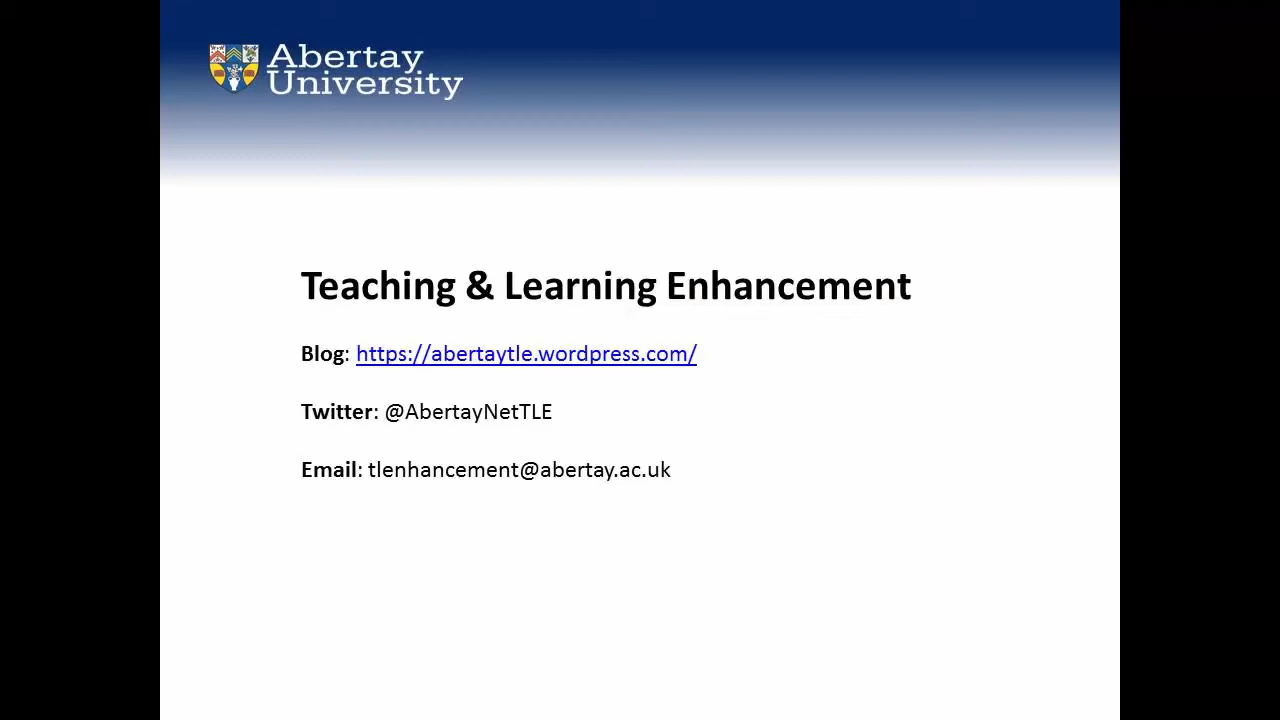 Abertay
University
Teaching & Learning Enhancement
Blog: https://abertaytle.wordpress.com/
Twitter: @AbertayNetTLE
Email: tlenhancement@abertay.ac.uk